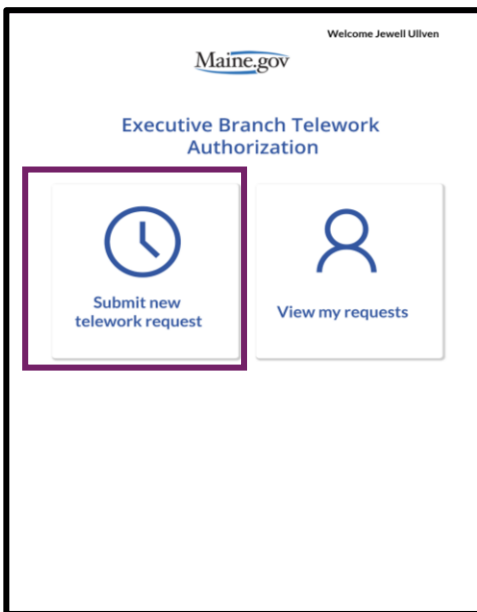 Welcome Jewell Ullven
Maine.gov
Executive Branch Telework
Authorization
Submit new
telework request
View my requests